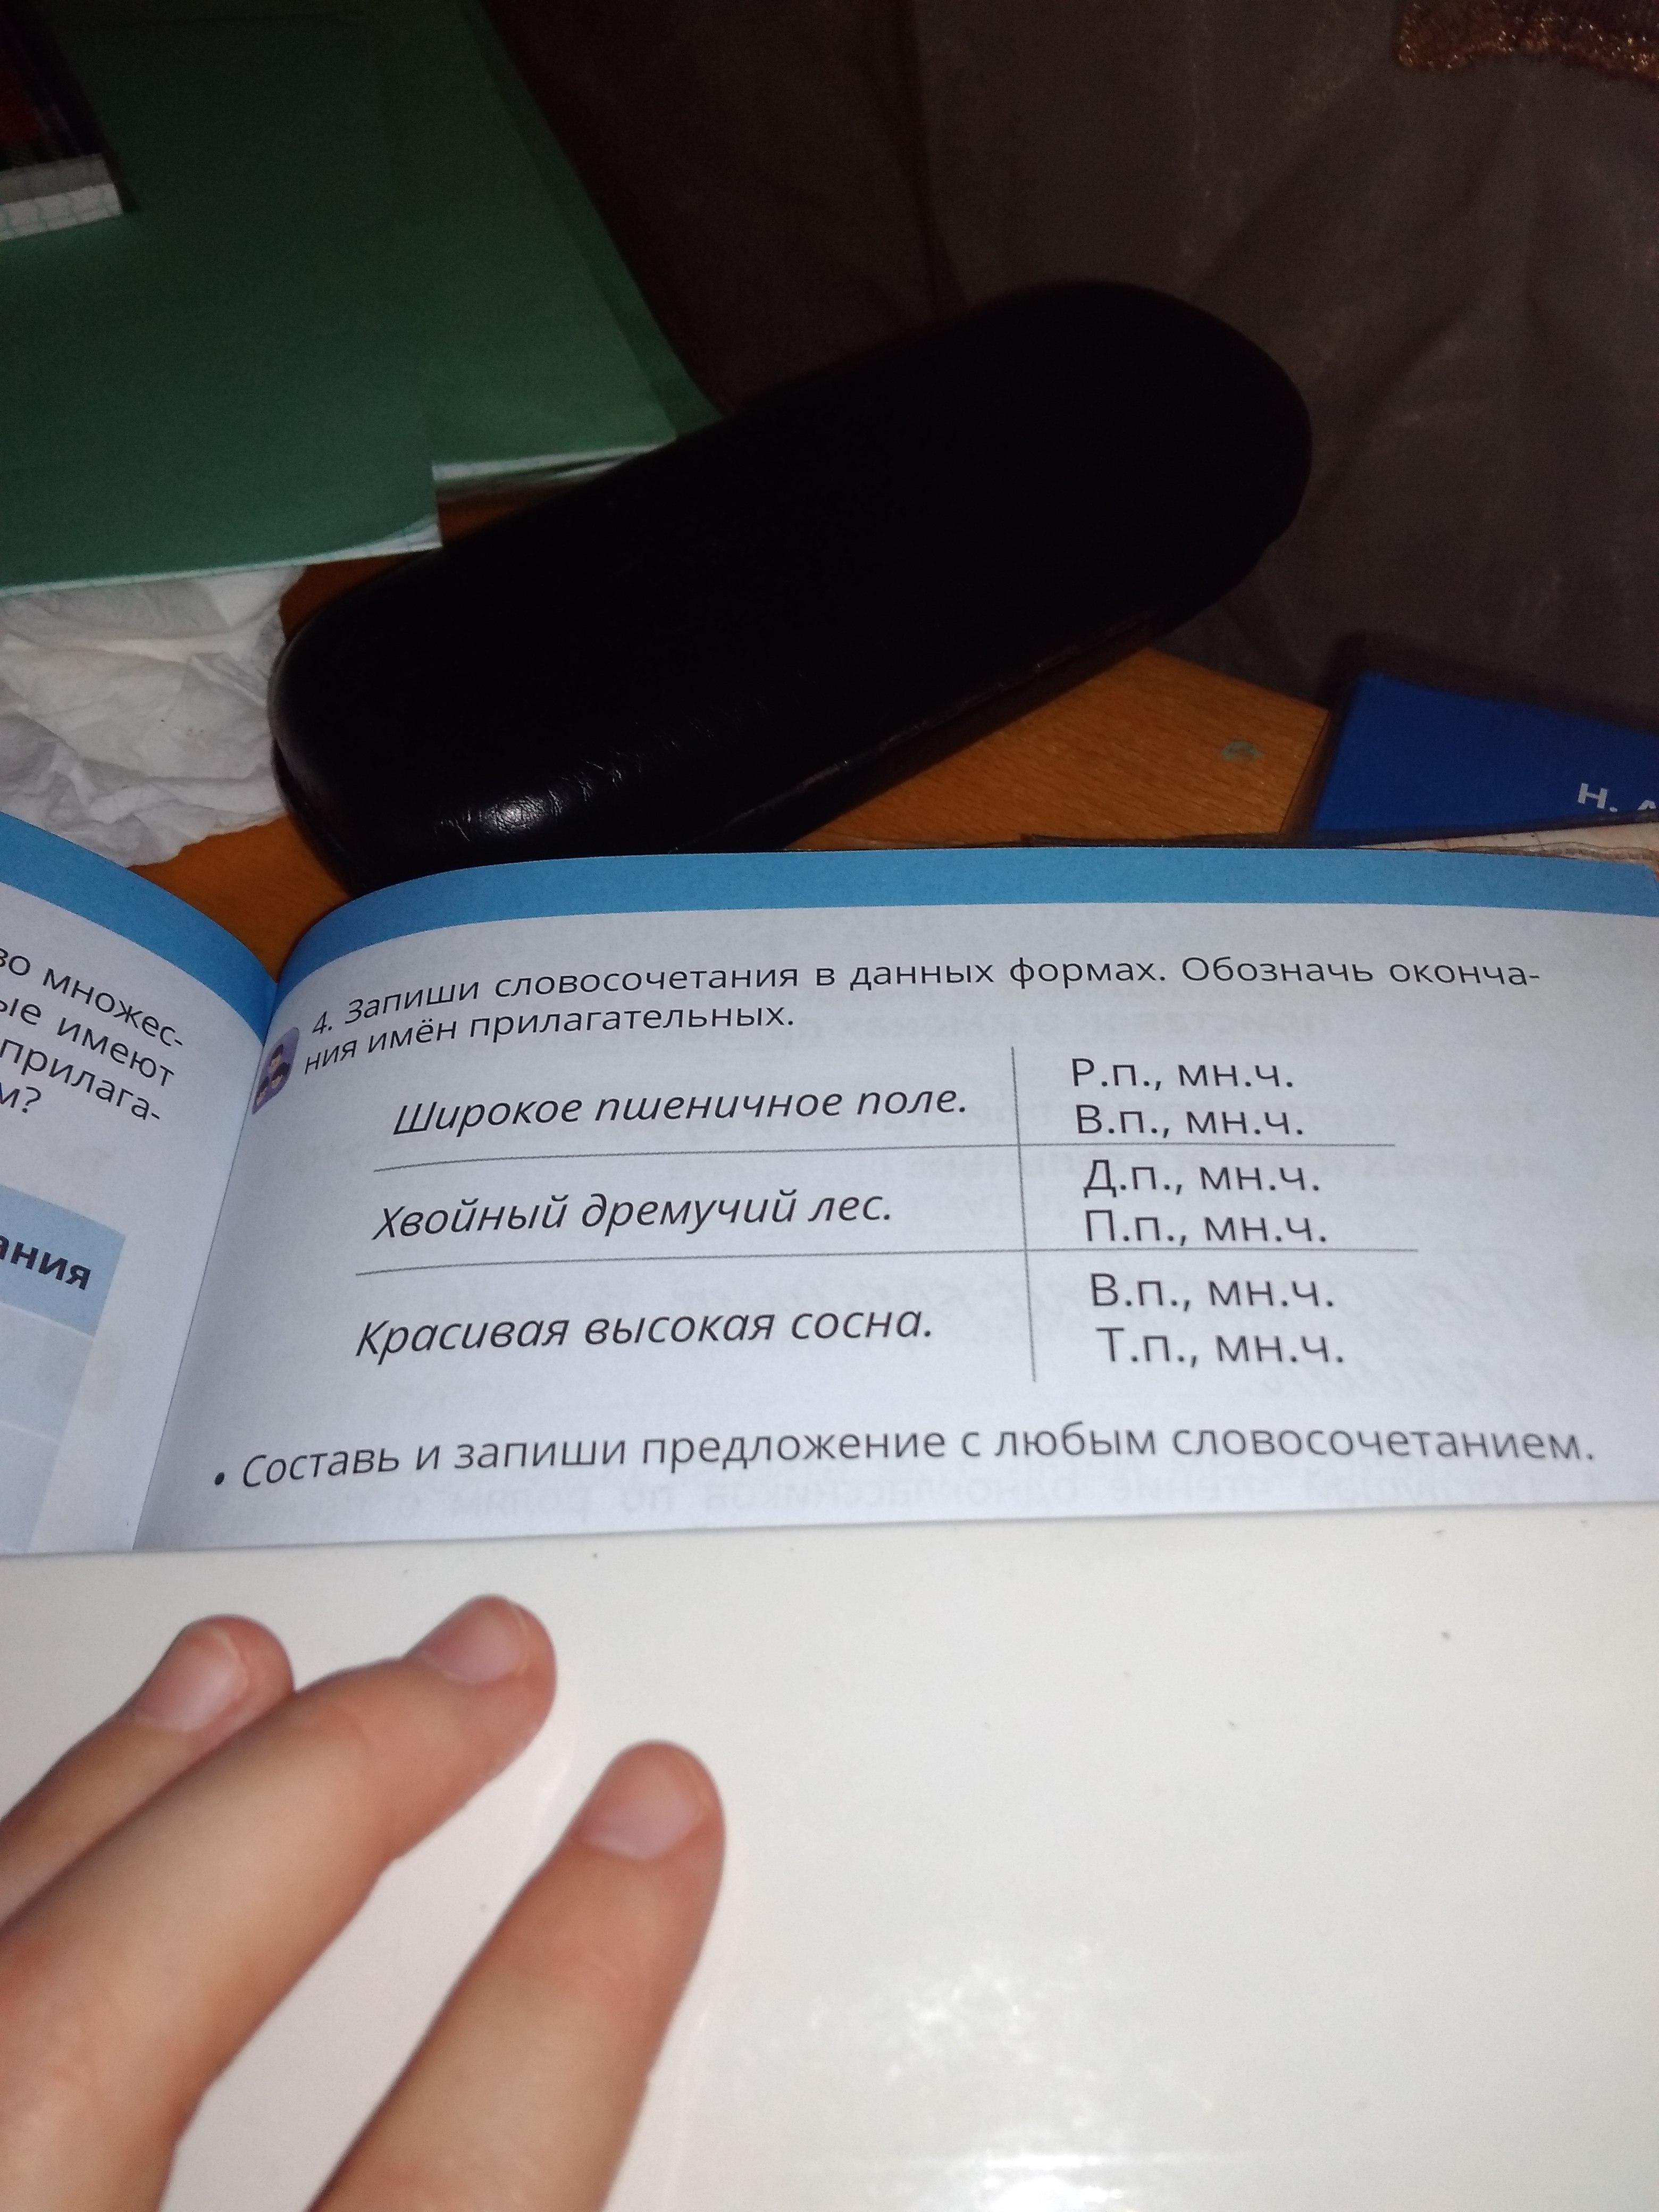 Н.
во множес-
ые имеют
прилага-
м?
ания
4. Запиши словосочетания в данных формах. Обозначь оконча-
ния имён прилагательных.
Широкое пшеничное поле.
Р.п., мн.ч.
В.п., мн.ч.
Хвойный дремучий лес.
Д.п., мн.ч.
П.п., мн.ч.
Красивая высокая сосна.
В.п., мн.ч.
Т.п., мн.ч.
• Составь и запиши предложение с любым словосочетанием.